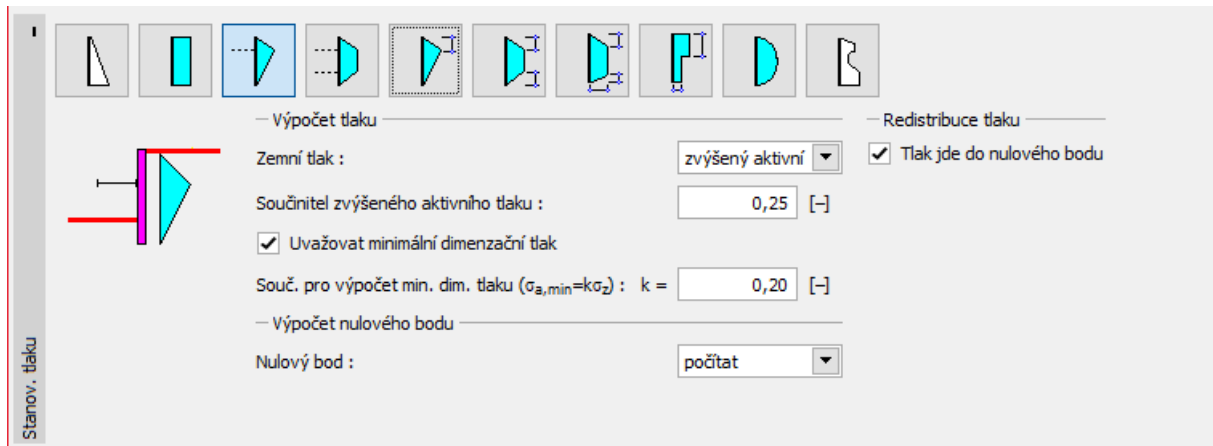 Výpočet tlaku
Redistribuce tlaku
Zemní tlak :
zvýšený aktivní
Tlak jde do nulového bodu
Součinitel zvýšeného aktivního tlaku :
0,25 [–]
Uvažovat minimální dimenzační tlak
Souč. pro výpočet min. dim. tlaku (σa,min=kσz) : k = 0,20 [–]
Výpočet nulového bodu
Nulový bod :
počítat
Stanov. tlaku